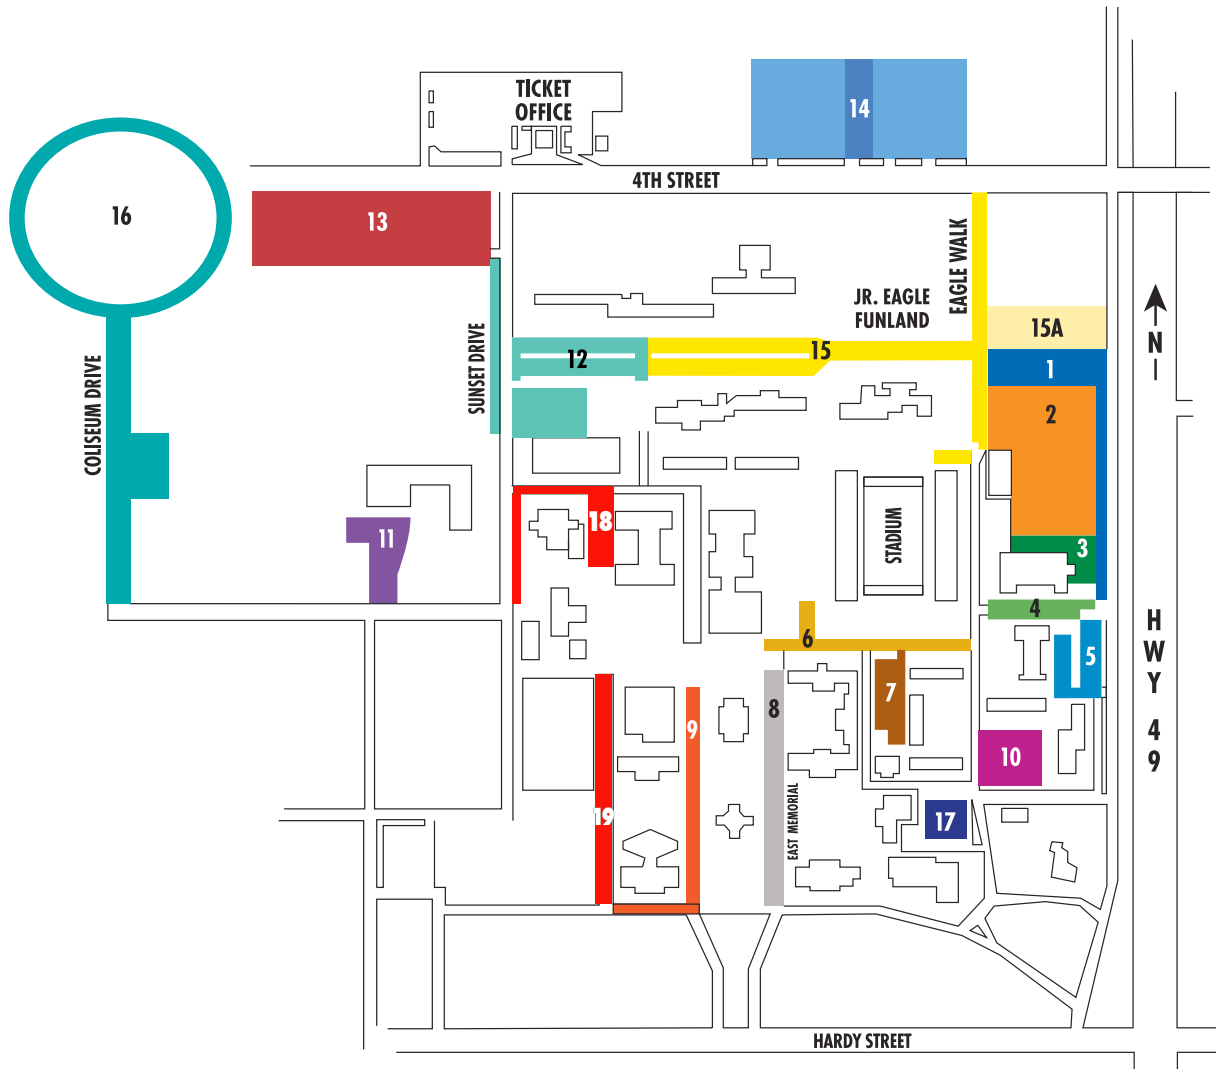 TICKET
OFFICE
14
4TH STREET
16
13
EAGLE WALK
JR. EAGLE
FUNLAND
15A
N
SUNSET DRIVE
12
15
1
COLISEUM DRIVE
2
18
11
STADIUM
3
4
6
5
HWY 49
7
8
9
10
19
17
EAST MEMORIAL
HARDY STREET